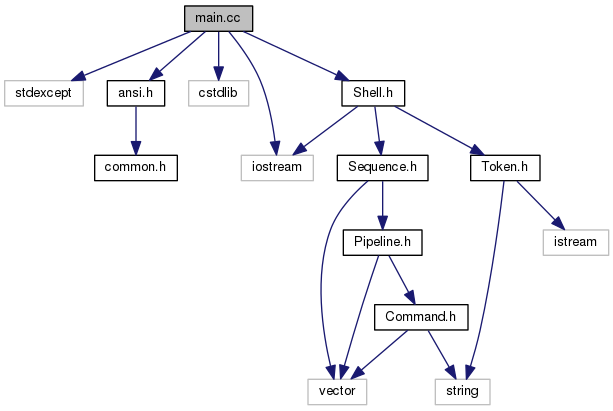 main.cc
stdexcept
ansi.h
cstdlib
Shell.h
common.h
iostream
Sequence.h
Token.h
Pipeline.h
istream
Command.h
vector
string